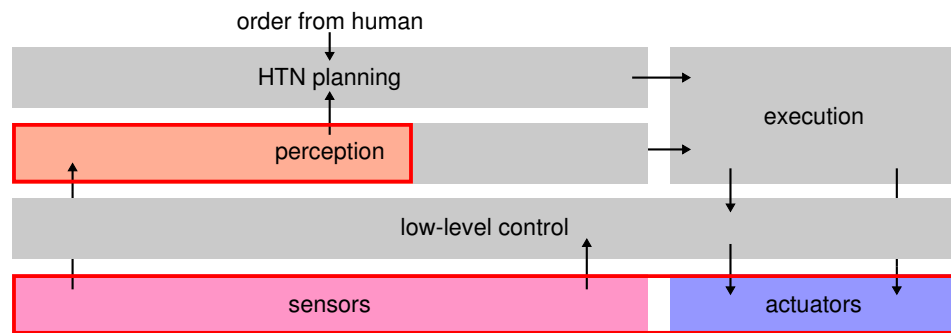 order from human
HTN planning
execution
perception
low-level control
sensors
actuators